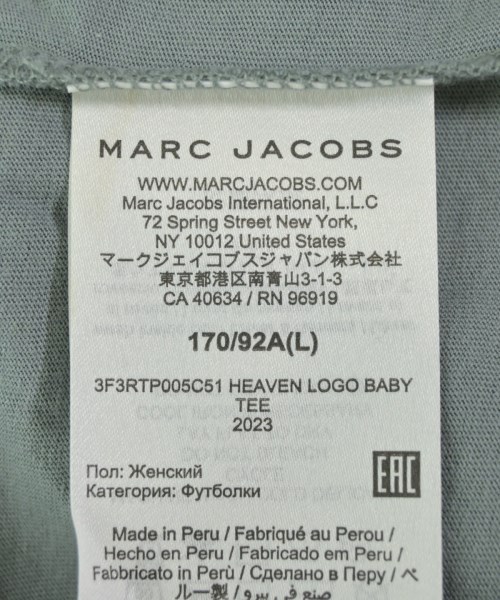 MARC JACOBS
WWW.MARCJACOBS.COM
Marc Jacobs International, L.L.C
72 Spring Street New York,
NY 10012 United States
マークジェイコブスジャパン株式会社
東京都港区南青山3-1-3
CA 40634 / RN 96919
170/92A(L)
3F3RTP005C51 HEAVEN LOGO BABY
TEE
2023
Пол: Женский
Категория: Футболки
EAC
Made in Peru / Fabriqué au Perou /
Hecho en Peru / Fabricado em Peru /
Fabbricato in Perù / Сделано в Перу / ペ
ルー製 / صنع في بيرو